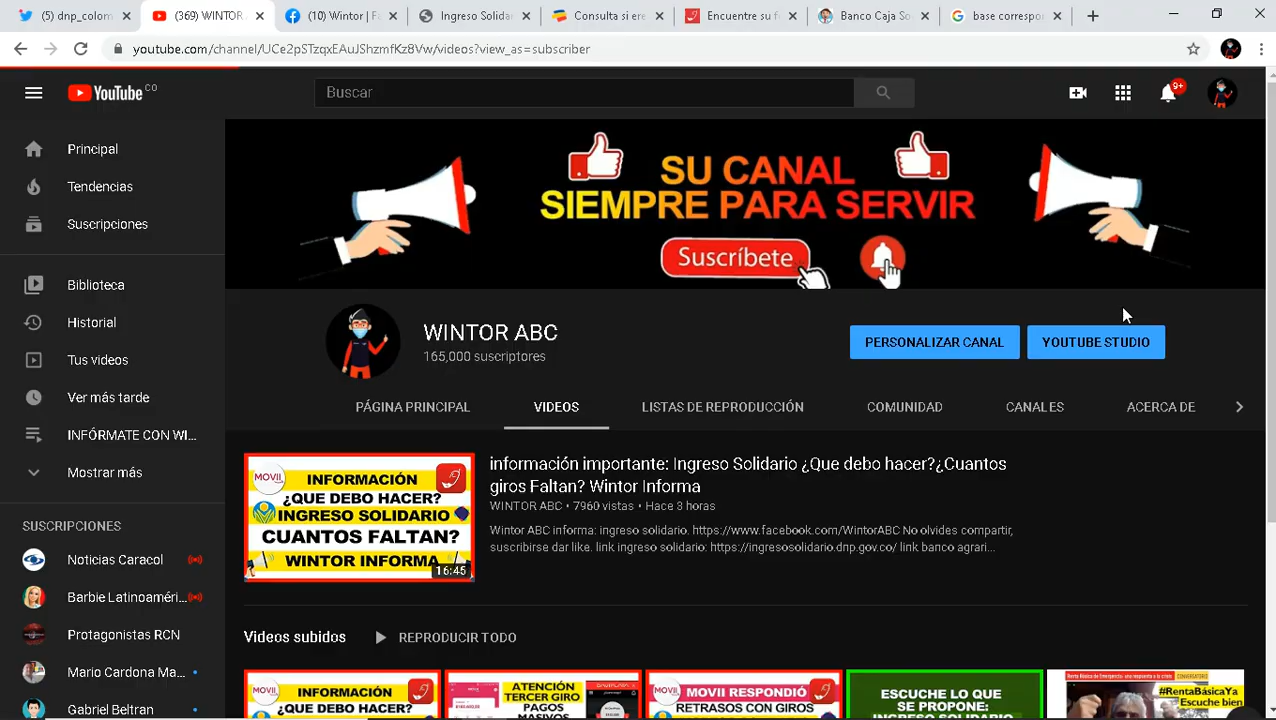 dnp_colom
(369) WINTOR
(10) Wintor | Fa
Ingreso Solidar
Consulta si ere
Encuentre su f
Banco Caja So
base correspon
youtube.com/channel/UCe2pSTzqxEAuJShzmfKz8Vw/videos?view_as=subscriber
YouTube CO
Buscar
9+
Principal
Tendencias
Suscripciones
Biblioteca
Historial
Tus videos
Ver más tarde
INFÓRMATE CON WI...
Mostrar más
SUSCRIPCIONES
Noticias Caracol
Barbie Latinoaméri...
Protagonistas RCN
Mario Cardona Ma...
Gabriel Beltran
SU CANAL
SIEMPRE PARA SERVIR
Suscríbete
WINTOR ABC
165,000 suscriptores
PERSONALIZAR CANAL
YOUTUBE STUDIO
PÁGINA PRINCIPAL
VIDEOS
LISTAS DE REPRODUCCIÓN
COMUNIDAD
CANALES
ACERCA DE
MOVII
INFORMACIÓN
¿QUE DEBO HACER?
INGRESO SOLIDARIO
CUANTOS FALTAN?
WINTOR INFORMA
16:45
información importante: Ingreso Solidario ¿Que debo hacer?¿Cuantos
giros Faltan? Wintor Informa
WINTOR ABC • 7960 vistas • Hace 3 horas
Wintor ABC informa: ingreso solidario. https://www.facebook.com/WintorABC No olvides compartir,
suscribirse dar like. link ingreso solidario: https://ingresosolidario.dnp.gov.co/ link banco agrari...
Videos subidos
REPRODUCIR TODO
MOVII
INFORMACIÓN
¿QUE DEBO HACER?
ATENCIÓN
TERCER GIRO
PAGOS
MASIVOS
MOVII RESPONDIÓ
RETRASOS CON
GIROS
ESCUCHE LO QUE
SE PROPONE:
INGRESO SOLIDARIO
#RentaBásicaYa
Escuche bien